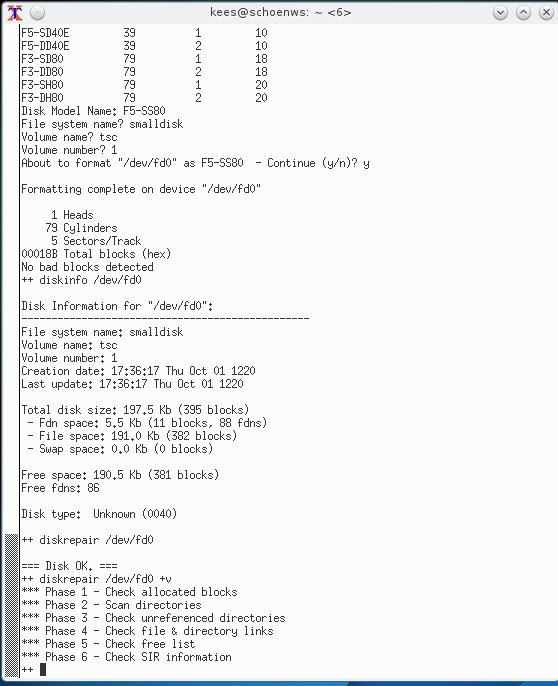 kees@schoenws: ~ <6>
F5-SD40E 39 1 10
F5-DD40E 39 2 10
F3-SD80 79 1 18
F3-DD80 79 2 18
F3-SH80 79 1 20
F3-DH80 79 2 20
Disk Model Name: F5-SS80
File system name? smalldisk
Volume name? tsc
Volume number? 1
About to format "/dev/fd0" as F5-SS80 - Continue (y/n)? y
Formatting complete on device "/dev/fd0"
1 Heads
79 Cylinders
5 Sectors/Track
00018B Total blocks (hex)
No bad blocks detected
++ diskinfo /dev/fd0
Disk Information for "/dev/fd0":
------------------------------------------------
File system name: smalldisk
Volume name: tsc
Volume number: 1
Creation date: 17:36:17 Thu Oct 01 1220
Last update: 17:36:17 Thu Oct 01 1220
Total disk size: 197.5 Kb (395 blocks)
- Fdn space: 5.5 Kb (11 blocks, 88 fdns)
- File space: 191.0 Kb (382 blocks)
- Swap space: 0.0 Kb (0 blocks)
Free space: 190.5 Kb (381 blocks)
Free fdns: 86
Disk type: Unknown (0040)
++ diskrepair /dev/fd0
=== Disk OK. ===
++ diskrepair /dev/fd0 +v
*** Phase 1 - Check allocated blocks
*** Phase 2 - Scan directories
*** Phase 3 - Check unreferenced directories
*** Phase 4 - Check file & directory links
*** Phase 5 - Check free list
*** Phase 6 - Check SIR information
++